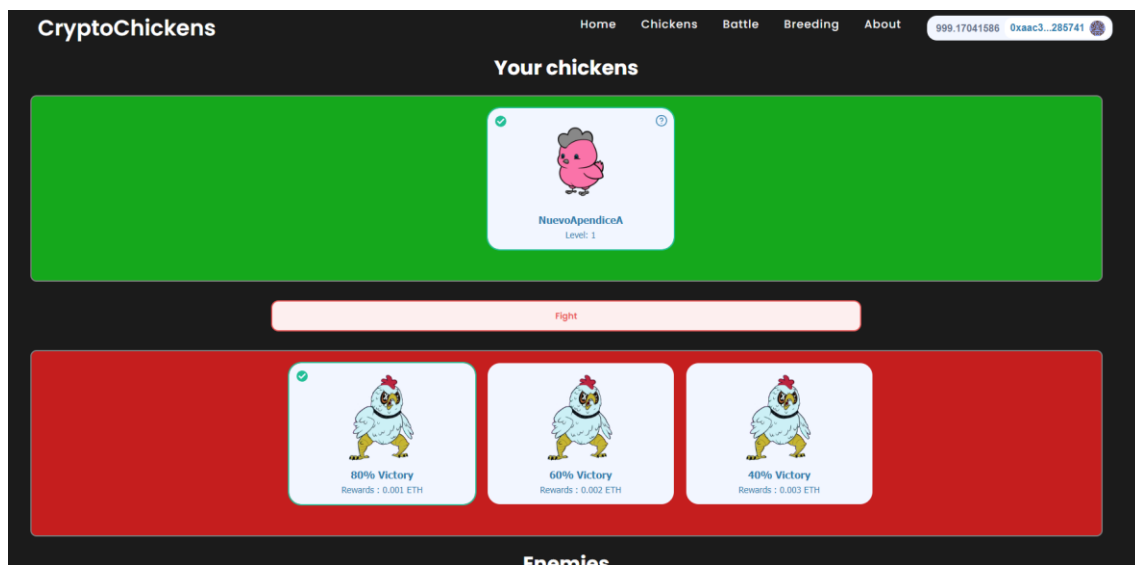 CryptoChickens
Home Chickens Battle Breeding About 999.17041586 0xaac3...285741
Your chickens
?
NuevoApendiceA
Level: 1
Fight
80% Victory
Rewards : 0.001 ETH
60% Victory
Rewards : 0.002 ETH
40% Victory
Rewards : 0.003 ETH
Enemies